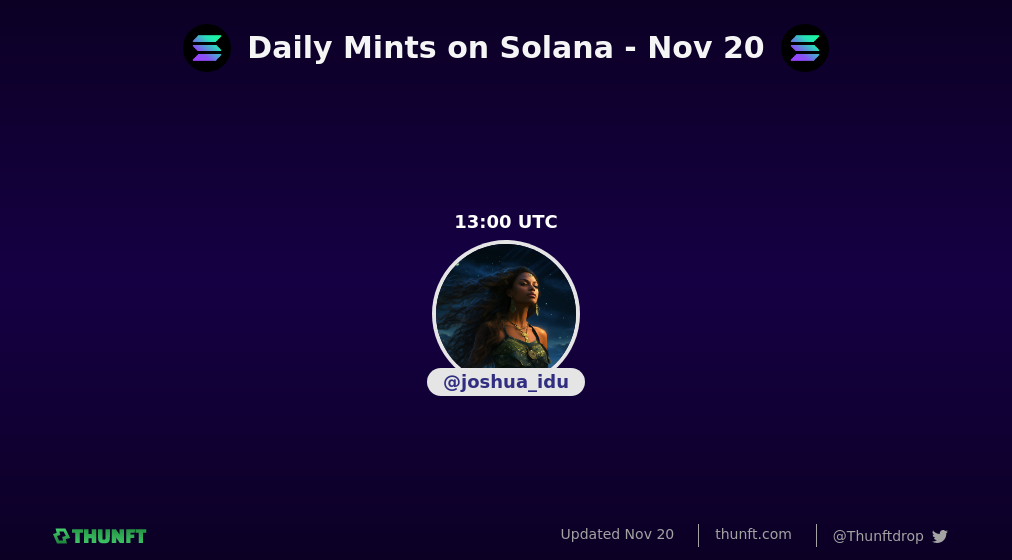 Daily Mints on Solana - Nov 20
13:00 UTC
@joshua_idu
THUNFT
Updated Nov 20
thunft.com
@Thunftdrop